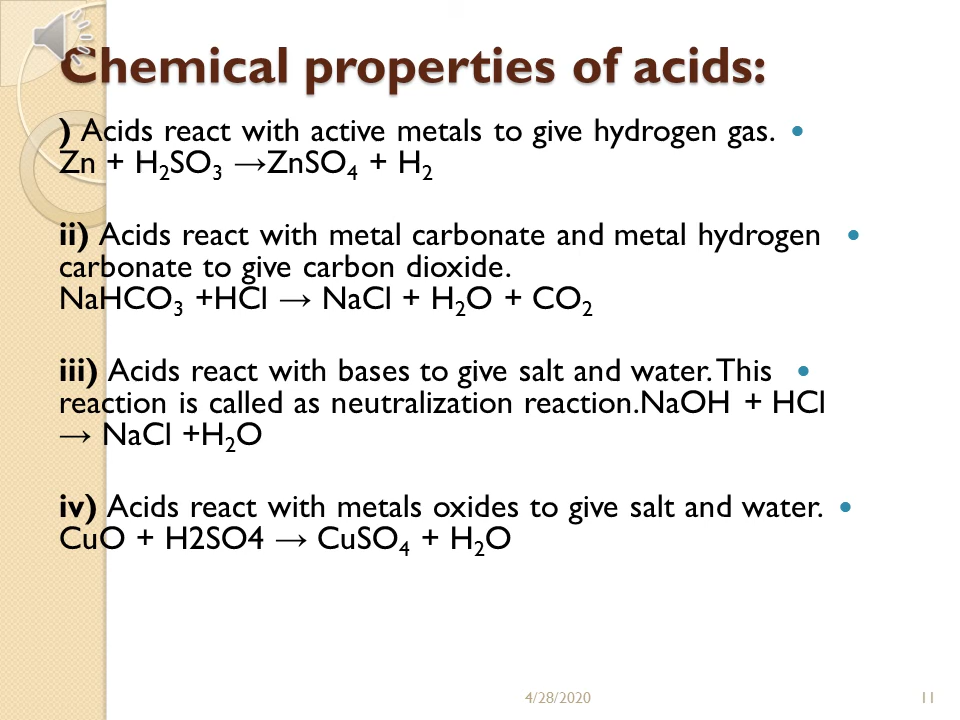 Chemical properties of acids:
) Acids react with active metals to give hydrogen gas. •
Zn + H₂SO₃ →ZnSO₄ + H₂
ii) Acids react with metal carbonate and metal hydrogen •
carbonate to give carbon dioxide.
NaHCO₃ +HCl → NaCl + H₂O + CO₂
iii) Acids react with bases to give salt and water. This •
reaction is called as neutralization reaction.NaOH + HCl
→ NaCl +H₂O
iv) Acids react with metals oxides to give salt and water. •
CuO + H2SO4 → CuSO₄ + H₂O
4/28/2020
11